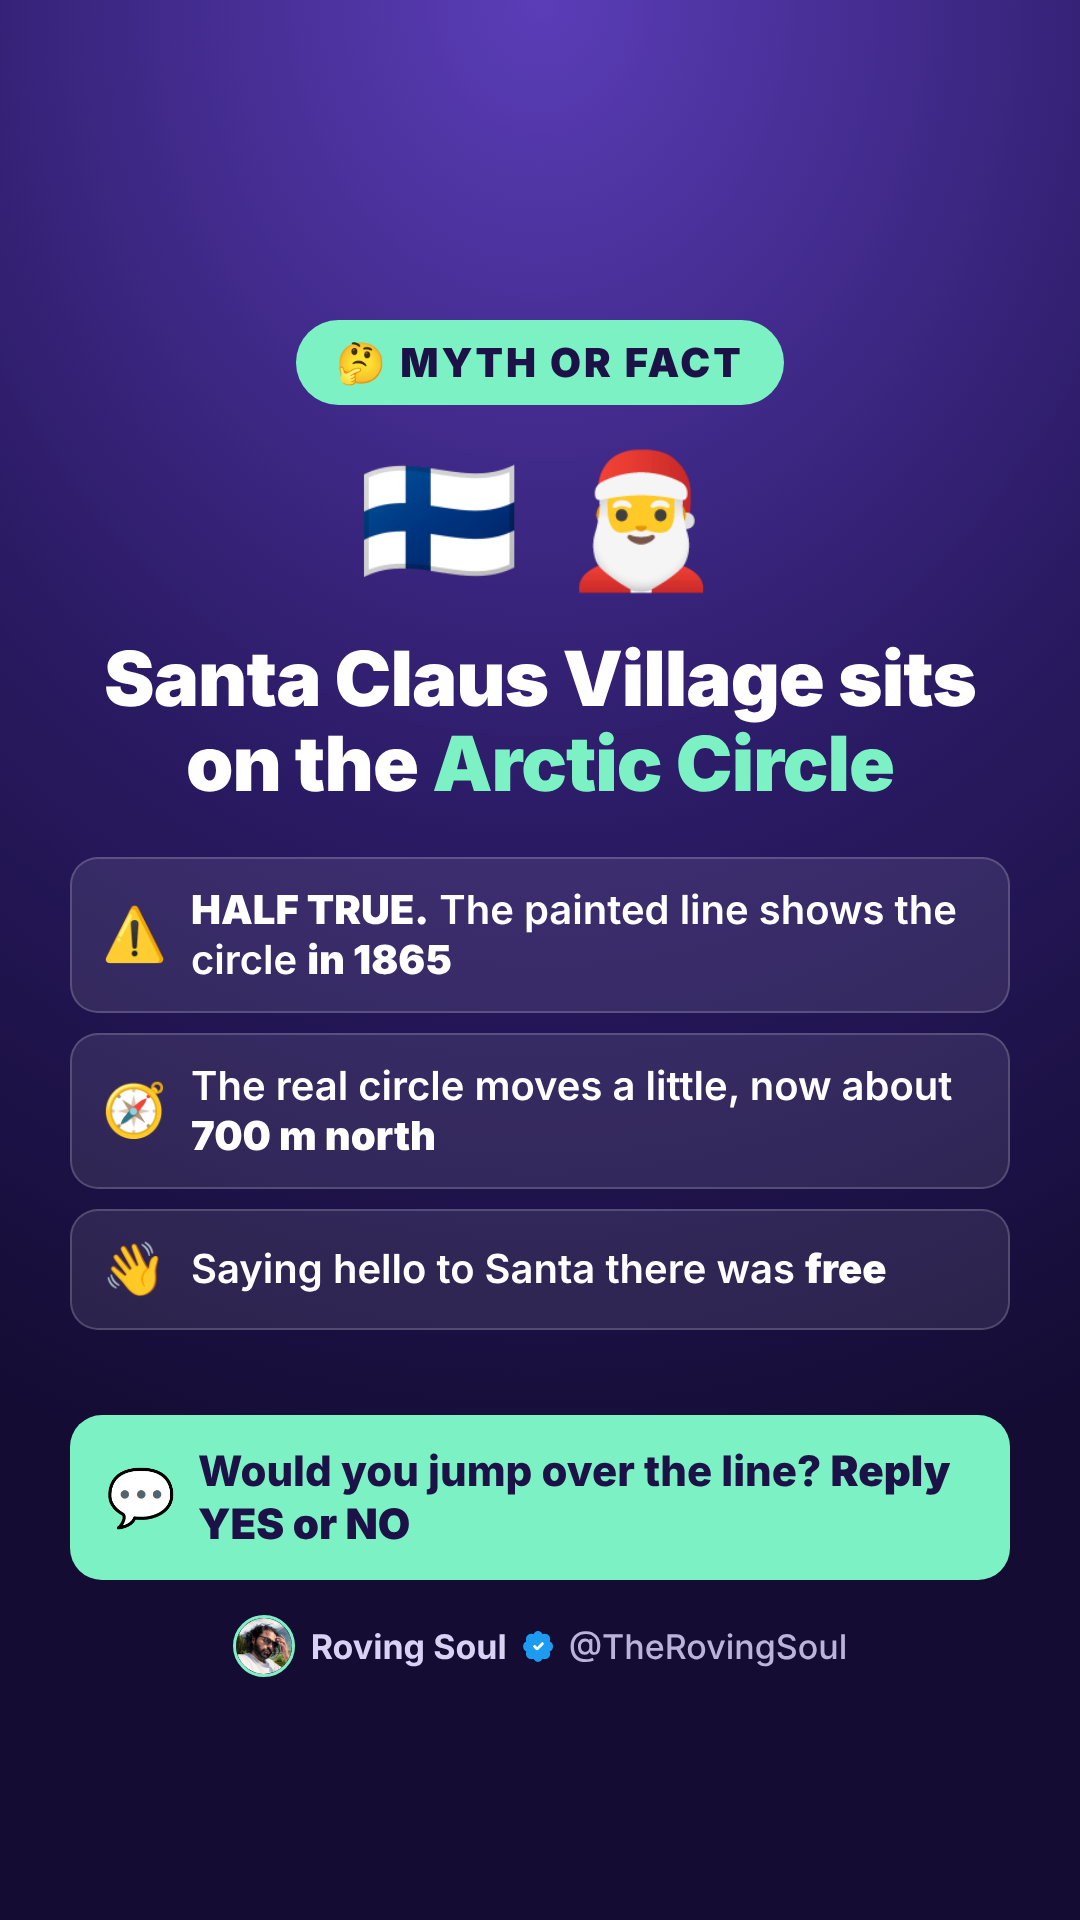 🤔 MYTH OR FACT
Santa Claus Village sits
on the Arctic Circle
HALF TRUE. The painted line shows the
circle in 1865
The real circle moves a little, now about
700 m north
Saying hello to Santa there was free
Would you jump over the line? Reply
YES or NO
Roving Soul @TheRovingSoul